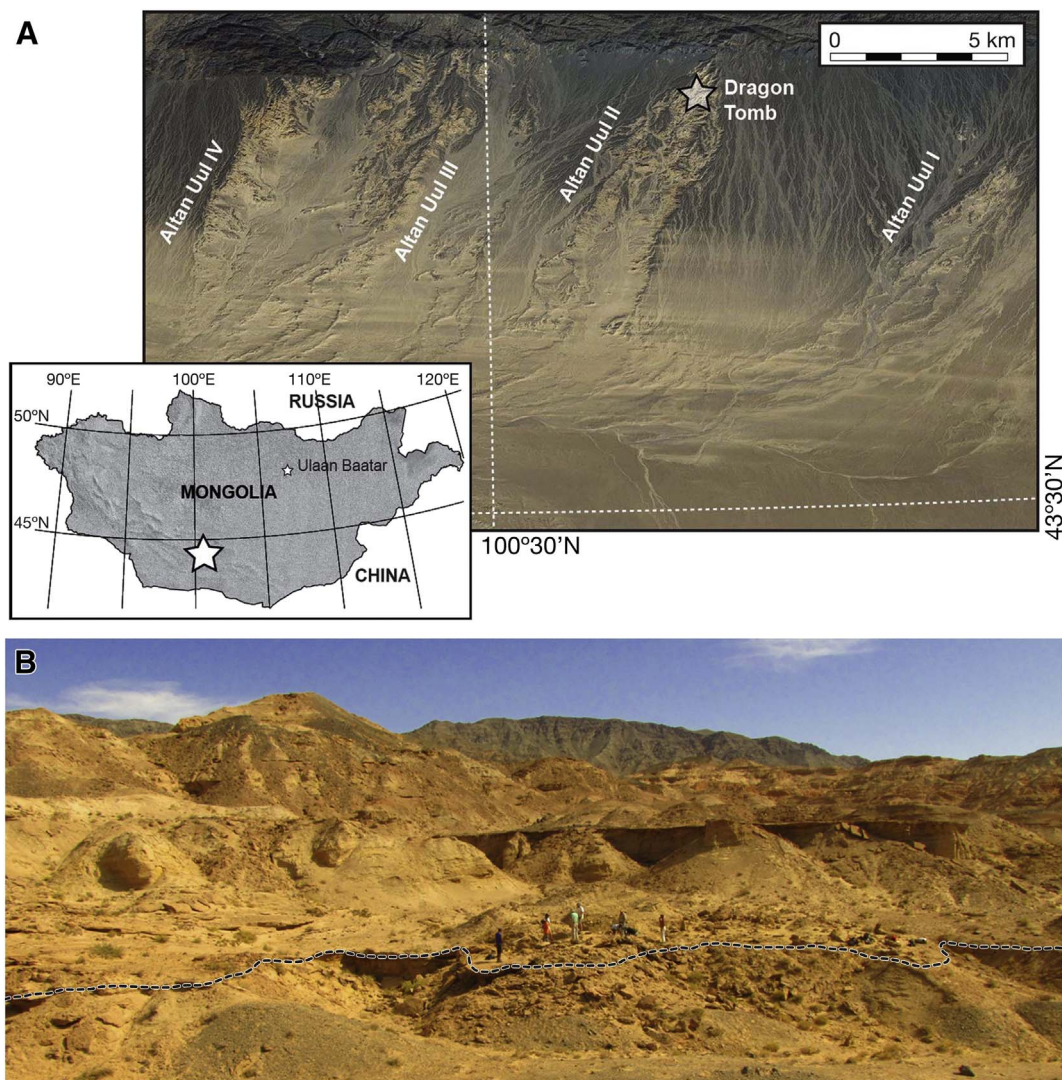 A
0 5 km
Dragon
Tomb
Altan Uul IV
Altan Uul III
Altan Uul II
Altan Uul I
100º30’N
43º30’N
90ºE
100ºE
110ºE
120ºE
50ºN
45ºN
RUSSIA
Ulaan Baatar
MONGOLIA
CHINA
B